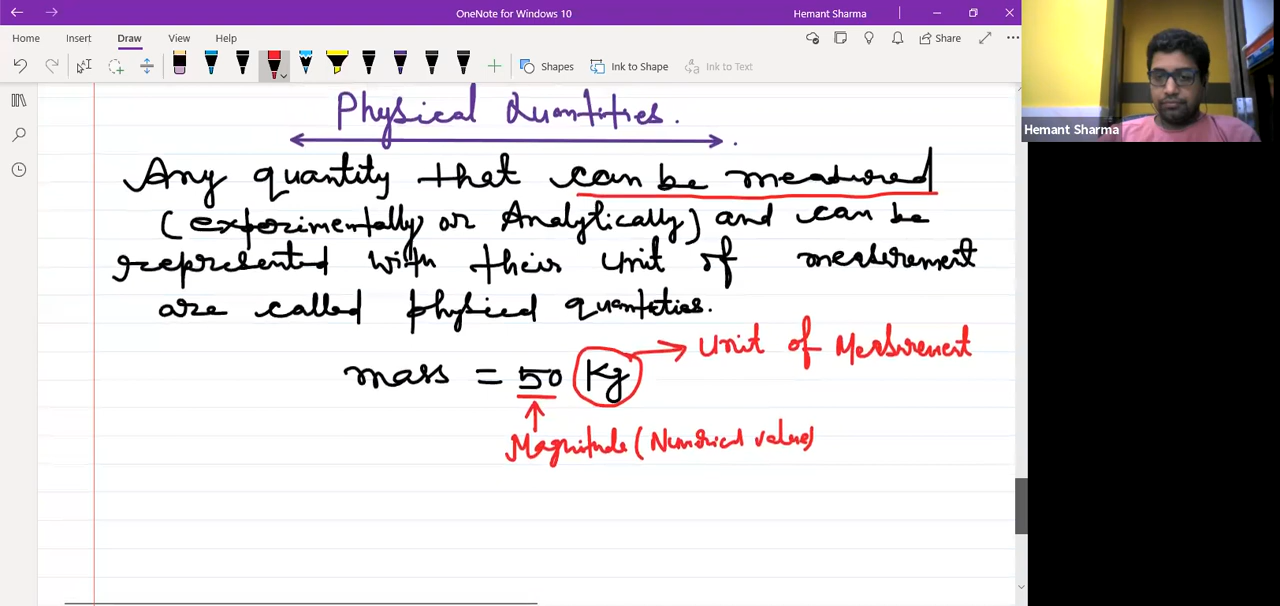 OneNote for Windows 10
Hemant Sharma
Home Insert Draw View Help
Share
Shapes Ink to Shape Ink to Text
Physical Quantities.
Any quantity that can be measured
(experimentally or Analytically) and can be
represented with their unit of measurement
are called physical quantities.
mass = 50 Kg → Unit of Measurement
Magnitude (Numerical value)
Hemant Sharma